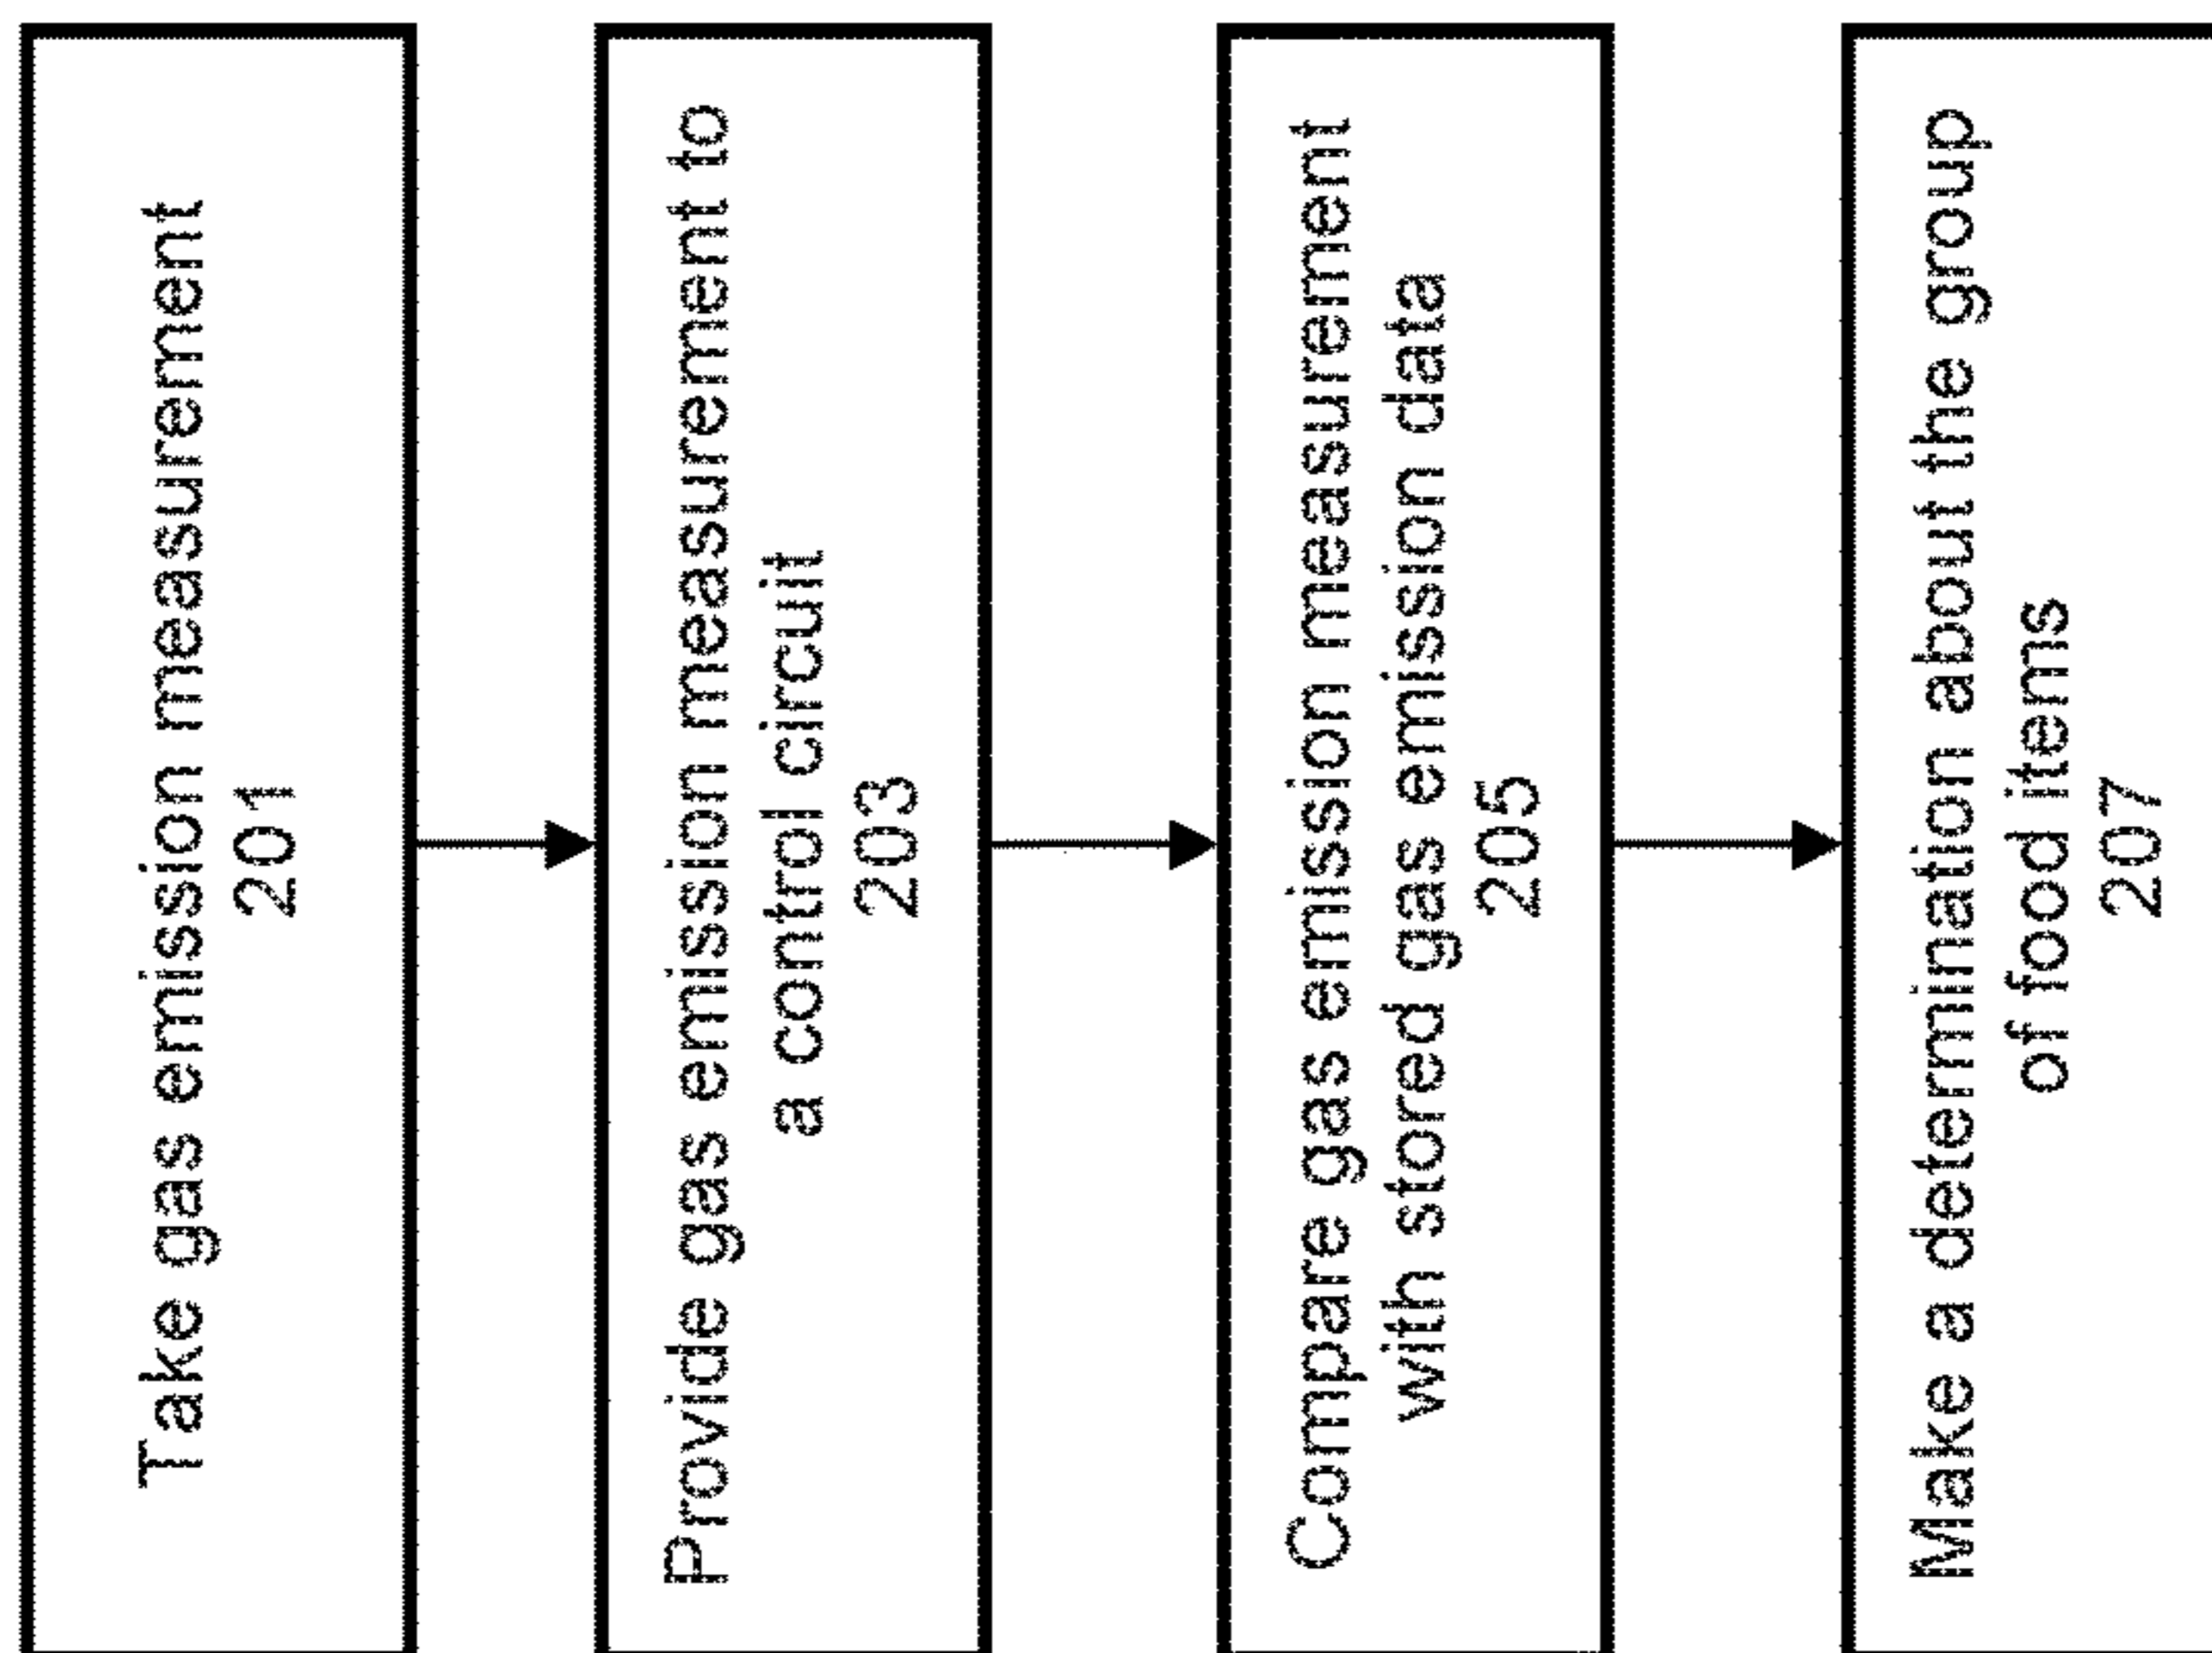 Take gas emission measurement
201
Provide gas emission measurement to
a control circuit
203
Compare gas emission measurement
with stored gas emission data
205
Make a determination about the group
of food items
207